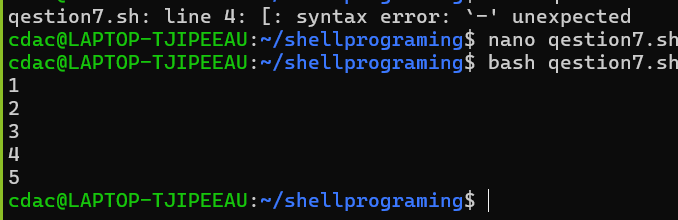 qestion7.sh: line 4: [: syntax error: `-' unexpected
cdac@LAPTOP-TJIPEEAU:~/shellprograming$ nano qestion7.sh
cdac@LAPTOP-TJIPEEAU:~/shellprograming$ bash qestion7.sh
1
2
3
4
5
cdac@LAPTOP-TJIPEEAU:~/shellprograming$